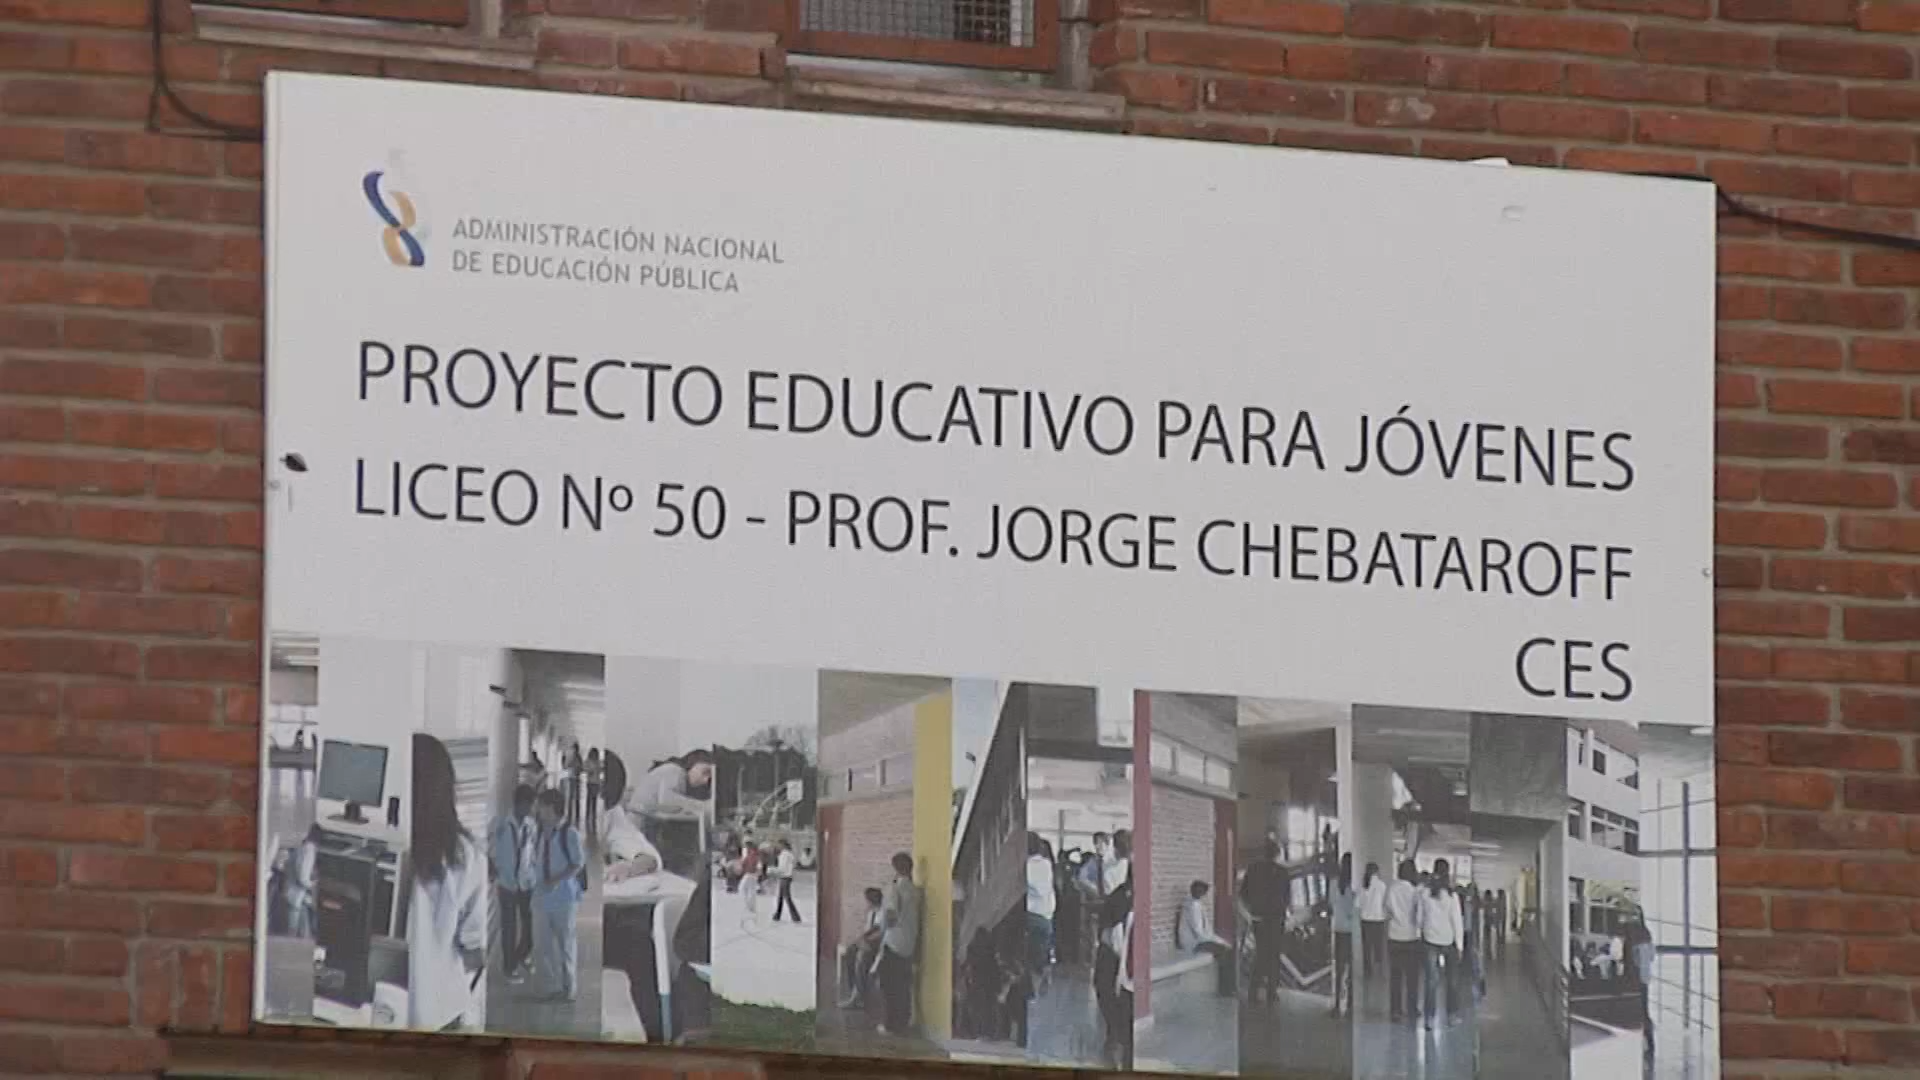 ADMINISTRACIÓN NACIONAL
DE EDUCACIÓN PÚBLICA
PROYECTO EDUCATIVO PARA JÓVENES
LICEO Nº 50 - PROF. JORGE CHEBATAROFF
CES